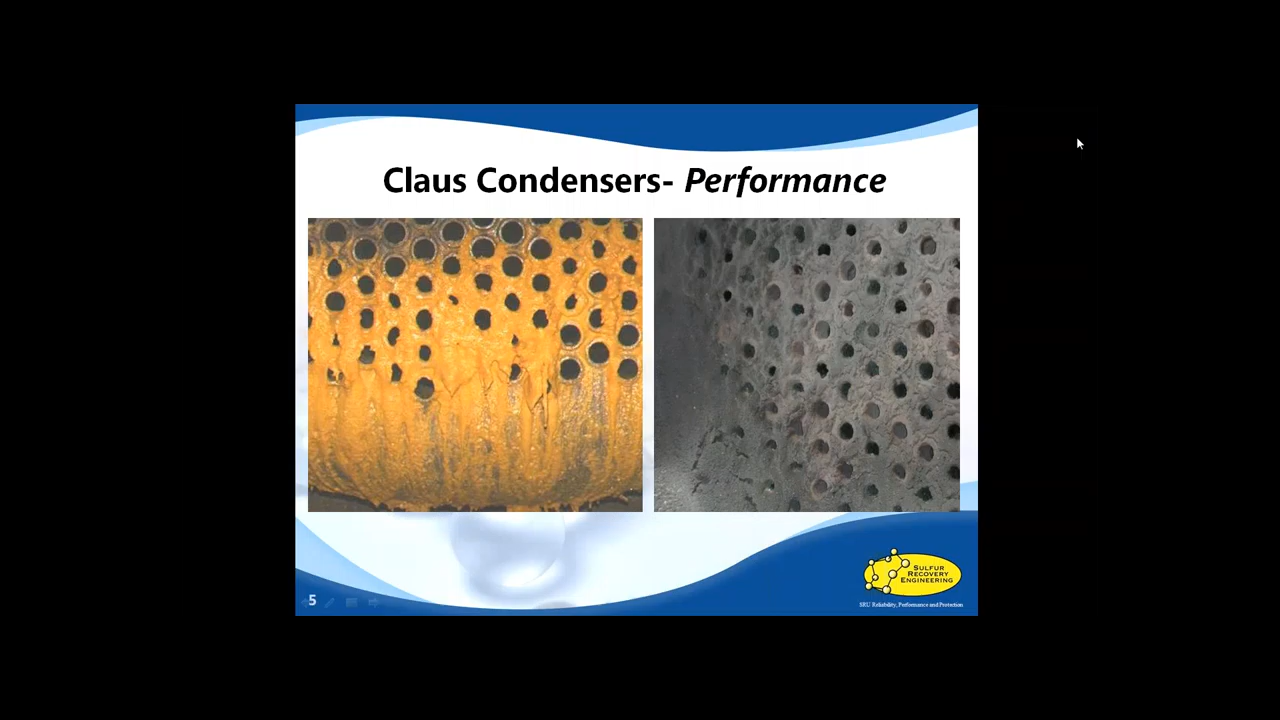 Claus Condensers- Performance
SULFUR
RECOVERY
ENGINEERING
SRU Reliability, Performance and Protection
5